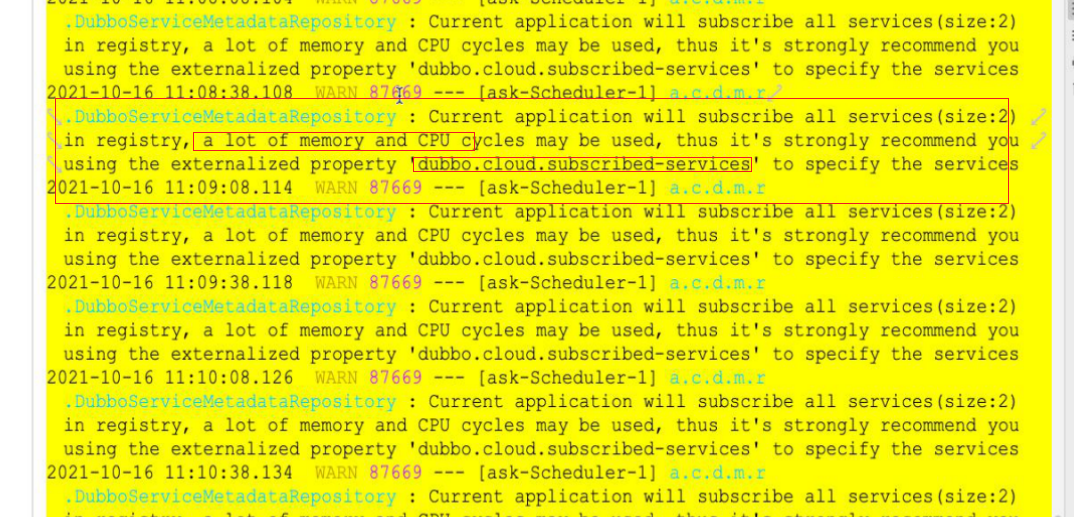 .DubboServiceMetadataRepository : Current application will subscribe all services(size:2)
in registry, a lot of memory and CPU cycles may be used, thus it's strongly recommend you
using the externalized property 'dubbo.cloud.subscribed-services' to specify the services
2021-10-16 11:08:38.108 WARN 87669 --- [ask-Scheduler-1] a.c.d.m.r
.DubboServiceMetadataRepository : Current application will subscribe all services(size:2)
in registry, a lot of memory and CPU cycles may be used, thus it's strongly recommend you
using the externalized property 'dubbo.cloud.subscribed-services' to specify the services
2021-10-16 11:09:08.114 WARN 87669 --- [ask-Scheduler-1] a.c.d.m.r
.DubboServiceMetadataRepository : Current application will subscribe all services(size:2)
in registry, a lot of memory and CPU cycles may be used, thus it's strongly recommend you
using the externalized property 'dubbo.cloud.subscribed-services' to specify the services
2021-10-16 11:09:38.118 WARN 87669 --- [ask-Scheduler-1] a.c.d.m.r
.DubboServiceMetadataRepository : Current application will subscribe all services(size:2)
in registry, a lot of memory and CPU cycles may be used, thus it's strongly recommend you
using the externalized property 'dubbo.cloud.subscribed-services' to specify the services
2021-10-16 11:10:08.126 WARN 87669 --- [ask-Scheduler-1] a.c.d.m.r
.DubboServiceMetadataRepository : Current application will subscribe all services(size:2)
in registry, a lot of memory and CPU cycles may be used, thus it's strongly recommend you
using the externalized property 'dubbo.cloud.subscribed-services' to specify the services
2021-10-16 11:10:38.134 WARN 87669 --- [ask-Scheduler-1] a.c.d.m.r
.DubboServiceMetadataRepository : Current application will subscribe all services(size:2)